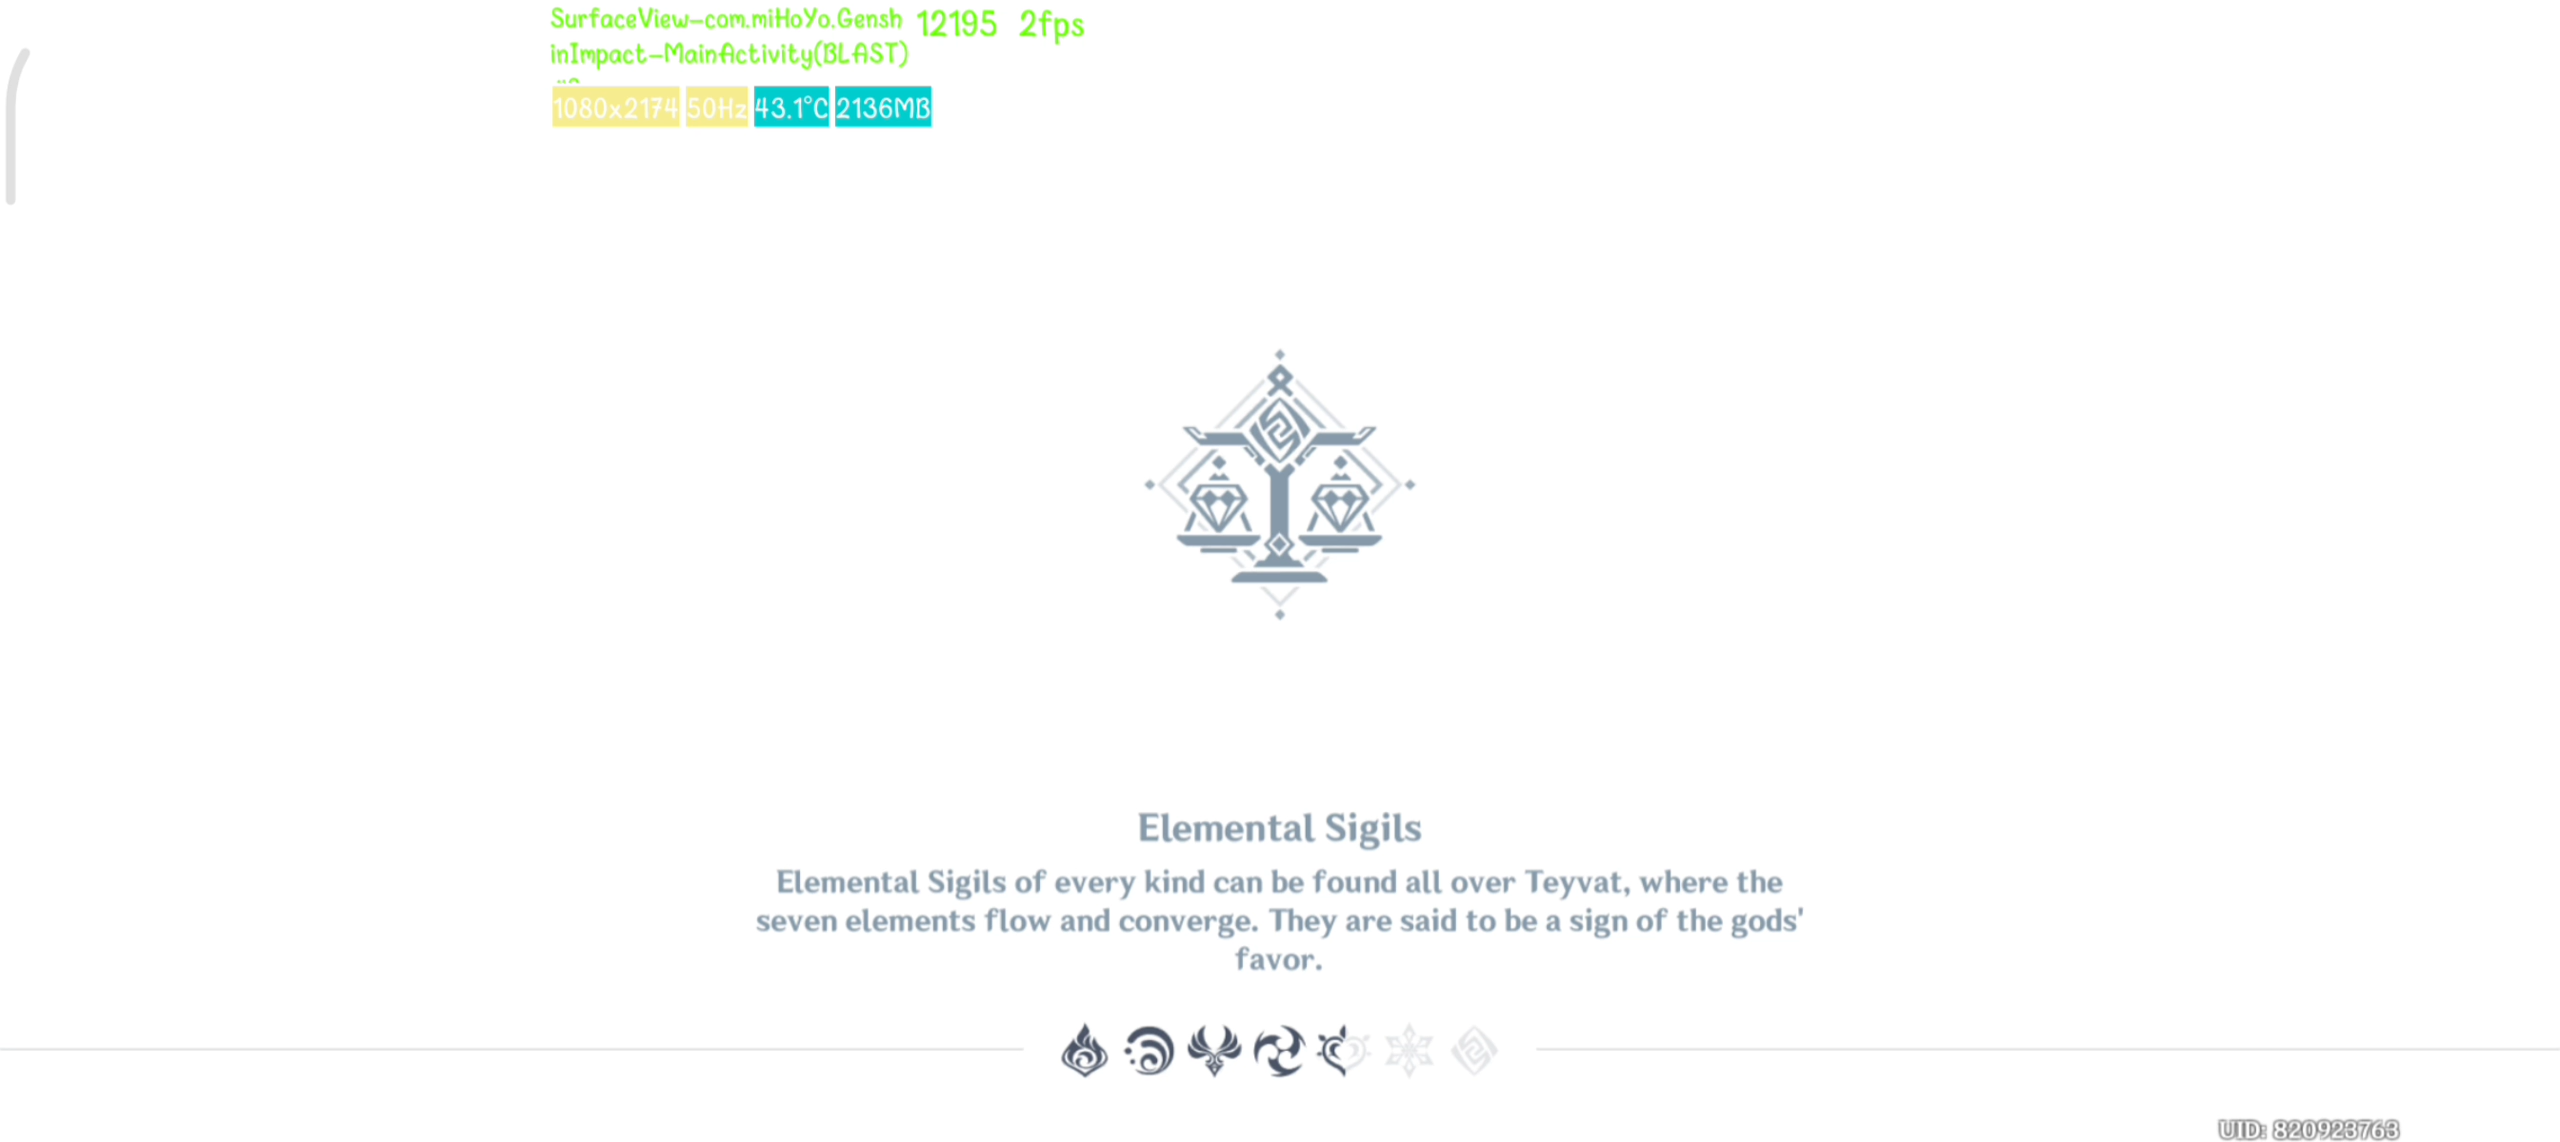 SurfaceView-com.miHoYo.Gensh 12195 2fps
inImpact-MainActivity(BLAST)
1080x2174 50Hz 43.1°C 2136MB
Elemental Sigils
Elemental Sigils of every kind can be found all over Teyvat, where the
seven elements flow and converge. They are said to be a sign of the gods'
favor.
UID: 820923763